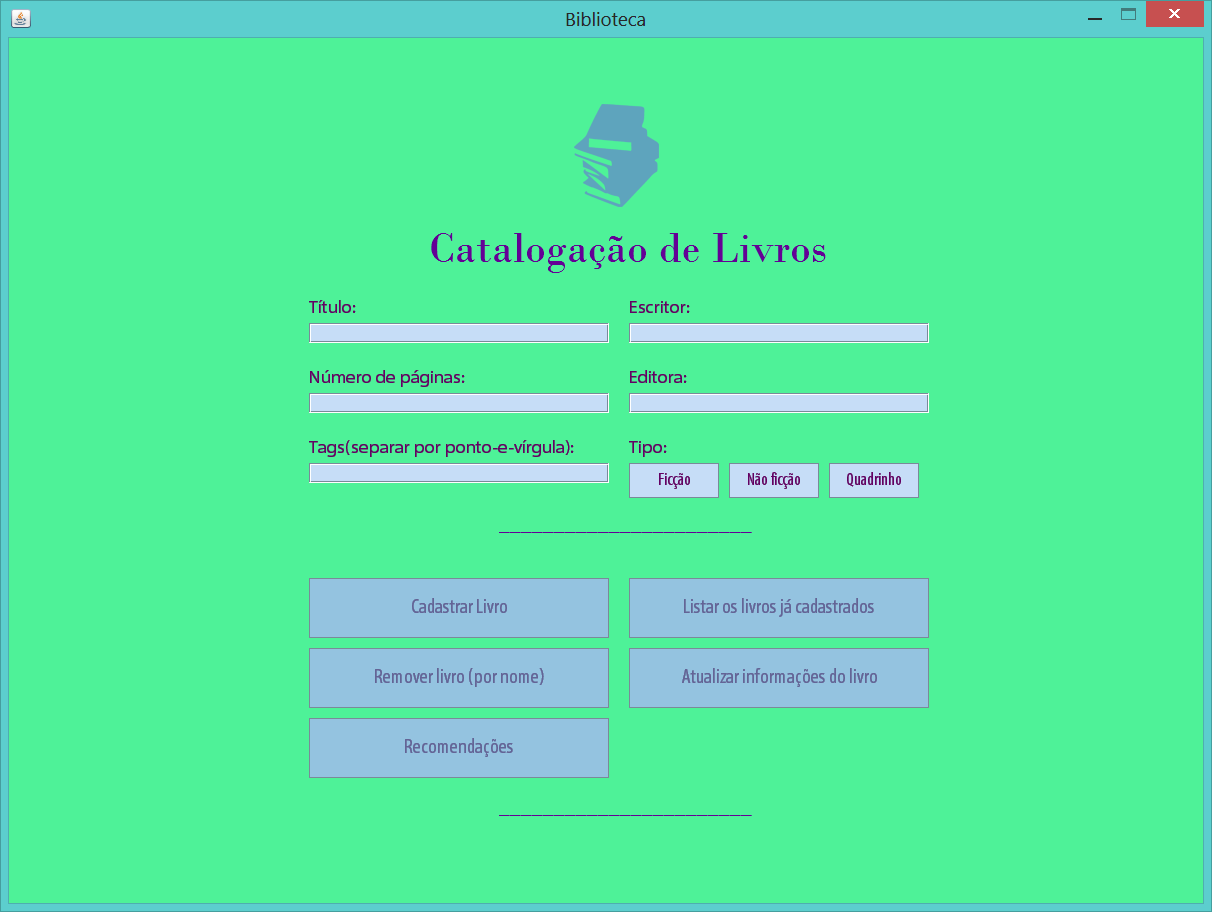 Biblioteca
Catalogação de Livros
Título:
Escritor:
Número de páginas:
Editora:
Tags(separar por ponto-e-vírgula):
Tipo:
Ficção
Não ficção
Quadrinho
Cadastrar Livro
Listar os livros já cadastrados
Remover livro (por nome)
Atualizar informações do livro
Recomendações